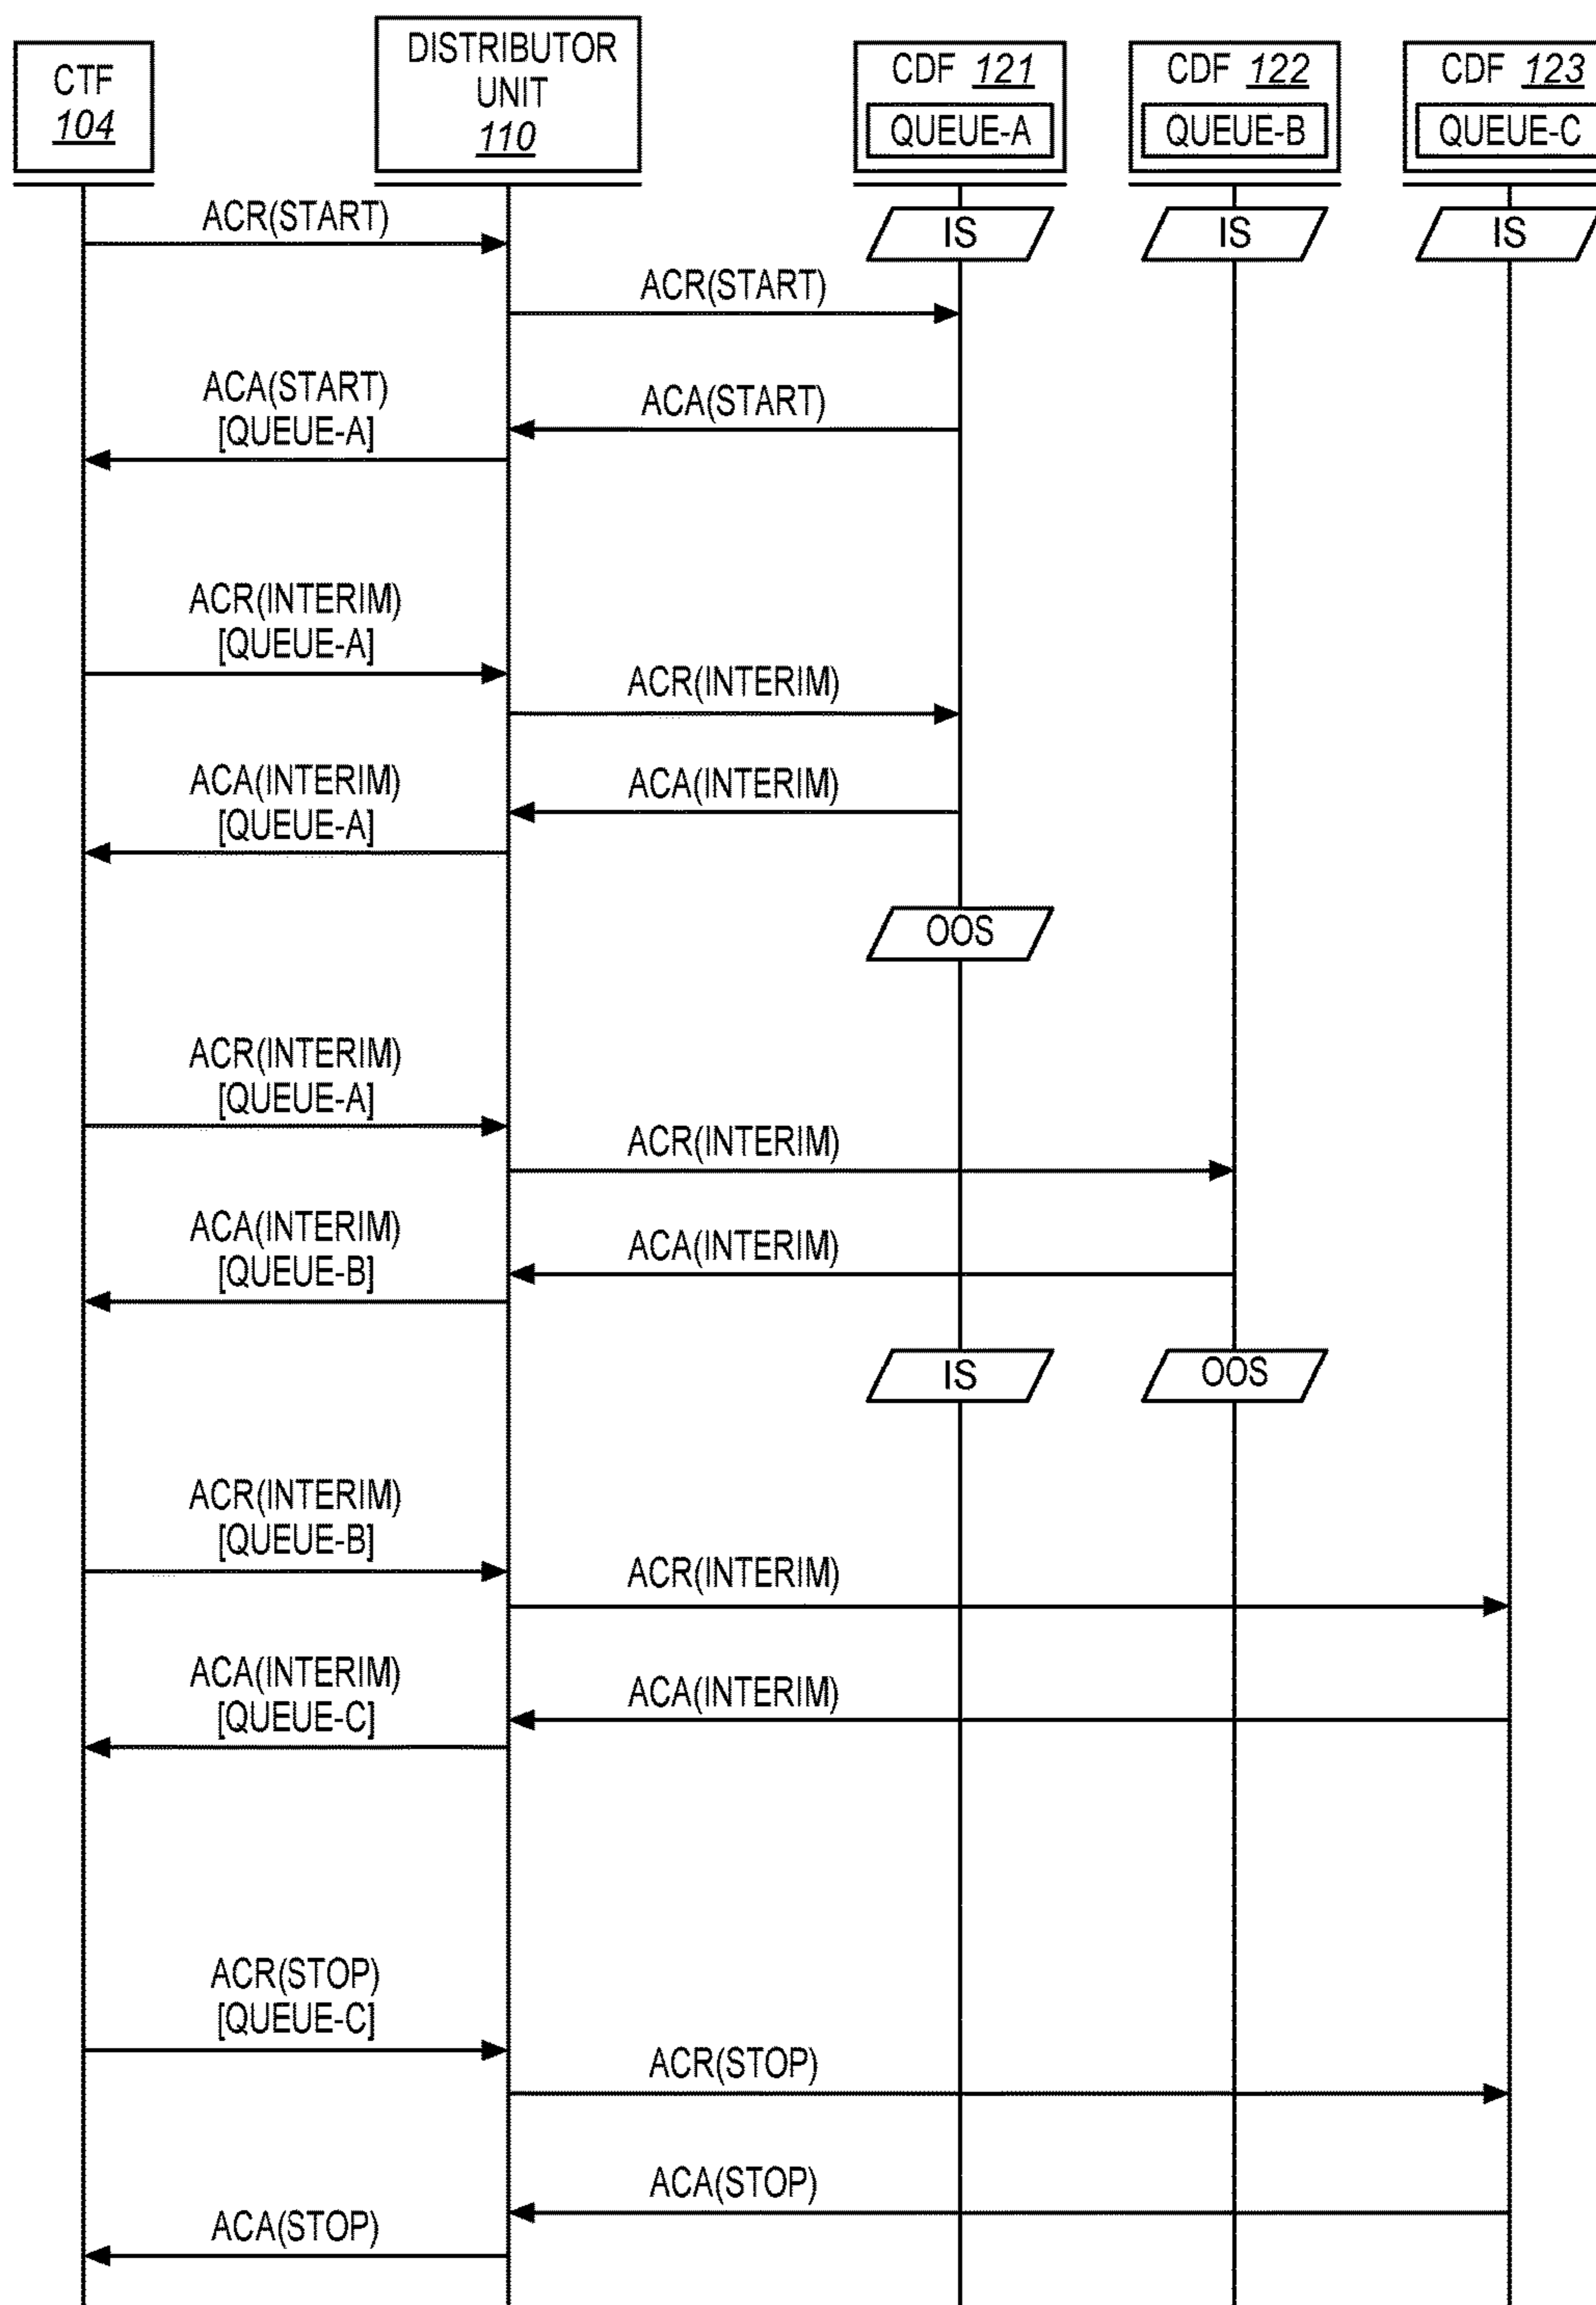 CTF
104
DISTRIBUTOR
UNIT
110
CDF 121
QUEUE-A
CDF 122
QUEUE-B
CDF 123
QUEUE-C
ACR(START)
IS
IS
IS
ACR(START)
ACA(START)
[QUEUE-A]
ACA(START)
ACR(INTERIM)
[QUEUE-A]
ACR(INTERIM)
ACA(INTERIM)
[QUEUE-A]
ACA(INTERIM)
OOS
ACR(INTERIM)
[QUEUE-A]
ACR(INTERIM)
ACA(INTERIM)
[QUEUE-B]
ACA(INTERIM)
IS
OOS
ACR(INTERIM)
[QUEUE-B]
ACR(INTERIM)
ACA(INTERIM)
[QUEUE-C]
ACA(INTERIM)
ACR(STOP)
[QUEUE-C]
ACR(STOP)
ACA(STOP)
ACA(STOP)